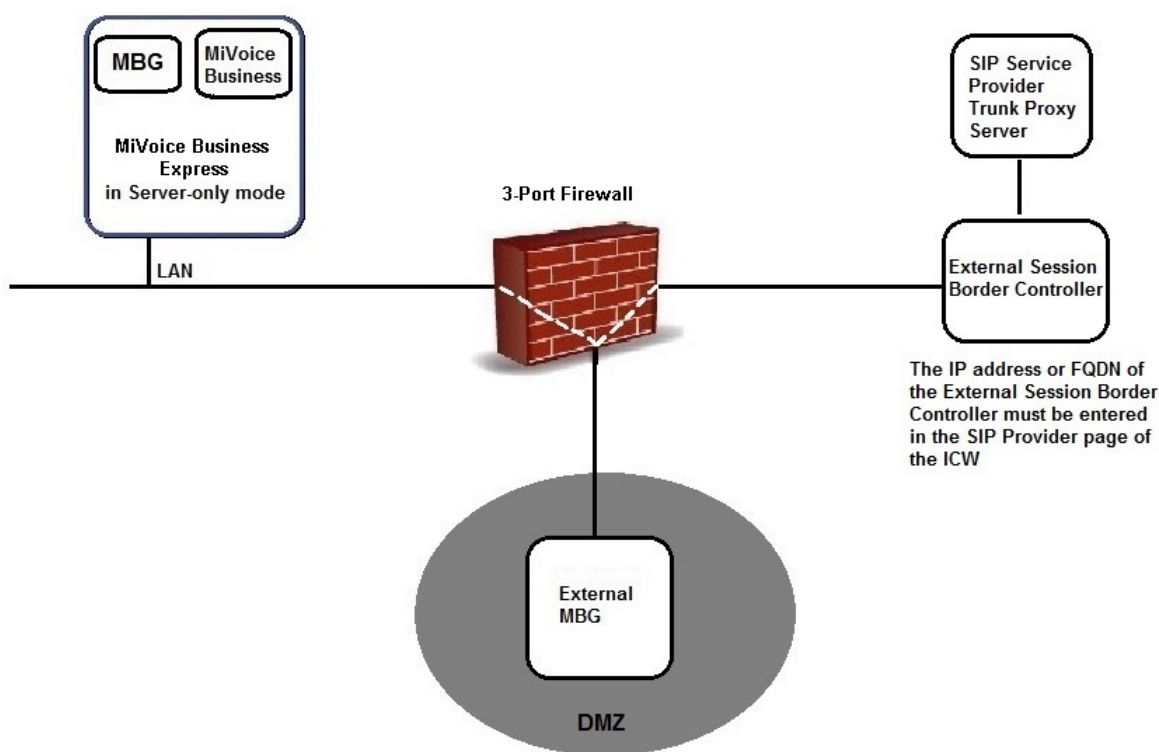 MBG
MiVoice
Business
MiVoice Business
Express
in Server-only mode
LAN
3-Port Firewall
SIP Service
Provider
Trunk Proxy
Server
External Session
Border Controller
The IP address or FQDN of
the External Session Border
Controller must be entered
in the SIP Provider page of
the ICW
External
MBG
DMZ